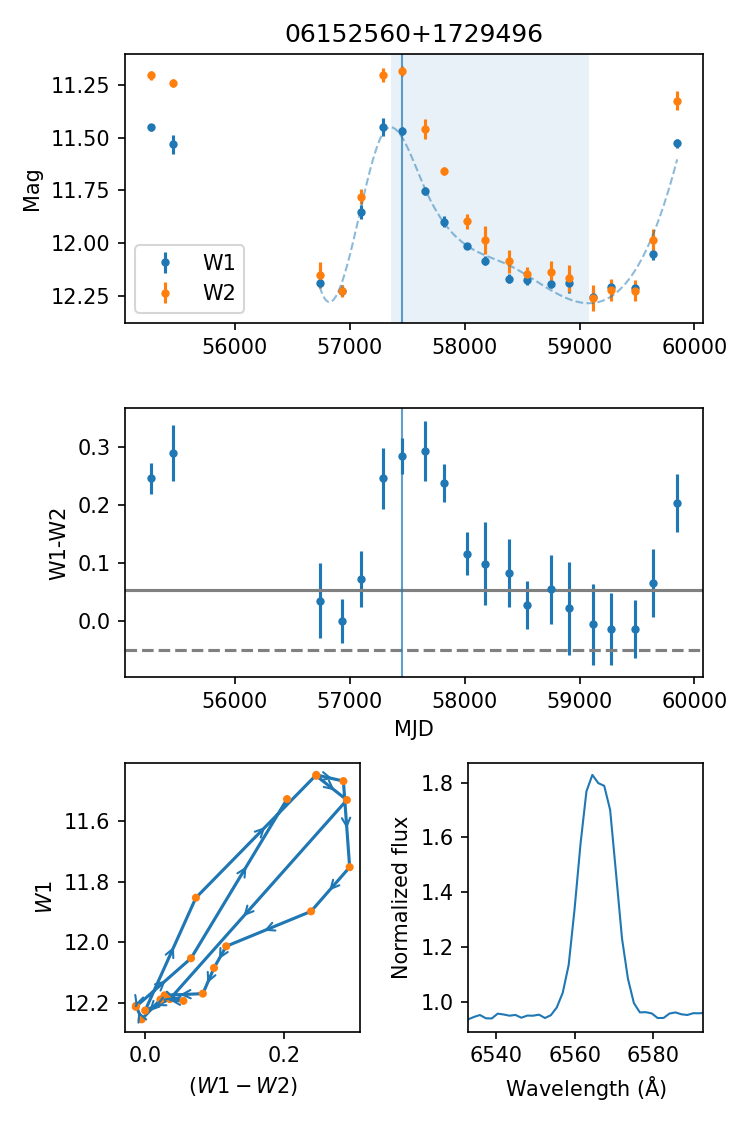 06152560+1729496
11.25
11.50
11.75
12.00
12.25
Mag
W1
W2
56000 57000 58000 59000 60000
0.3
0.2
0.1
0.0
W1-W2
56000 57000 58000 59000 60000
MJD
11.6
11.8
12.0
12.2
W1
0.0 0.2
(W1 − W2)
1.8
1.6
1.4
1.2
1.0
Normalized flux
6540 6560 6580
Wavelength (Å)